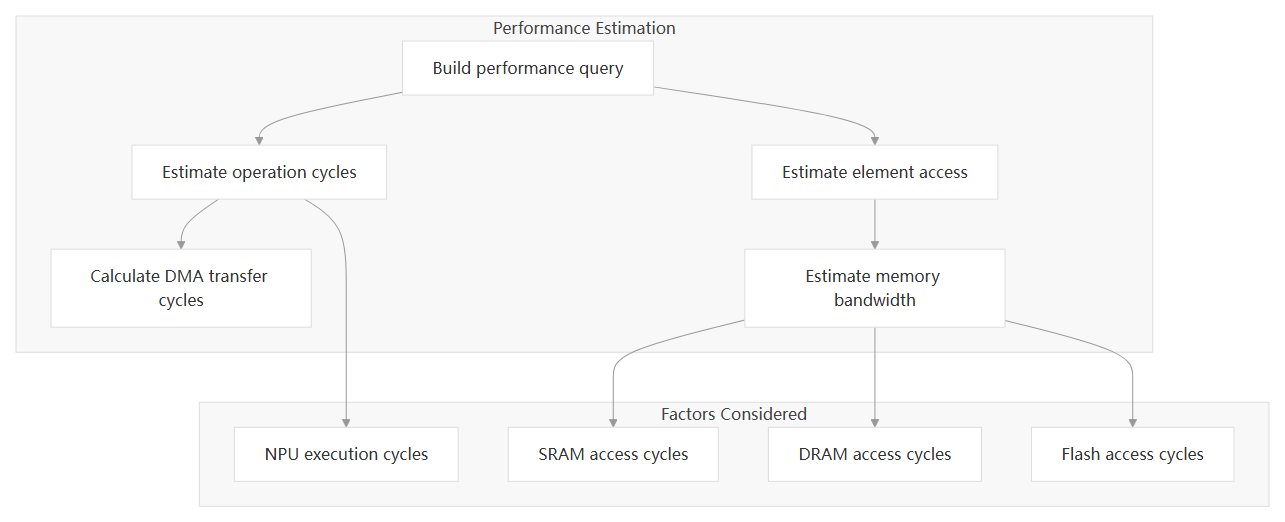 Performance Estimation
Build performance query
Estimate operation cycles
Estimate element access
Calculate DMA transfer
cycles
Estimate memory
bandwidth
Factors Considered
NPU execution cycles
SRAM access cycles
DRAM access cycles
Flash access cycles